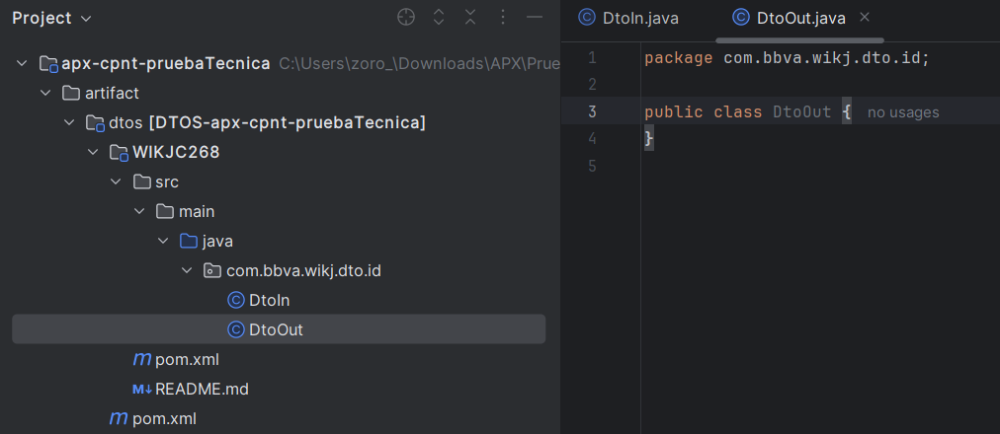 Project
apx-cpnt-pruebaTecnica C:\Users\zoro_\Downloads\APX\Prue
artifact
dtos [DTOS-apx-cpnt-pruebaTecnica]
WIKJC268
src
main
java
com.bbva.wikj.dto.id
C DtoIn
C DtoOut
m pom.xml
M↓ README.md
m pom.xml
C DtoIn.java C DtoOut.java
1 package com.bbva.wikj.dto.id;
2
3 public class DtoOut { no usages
4 }
5